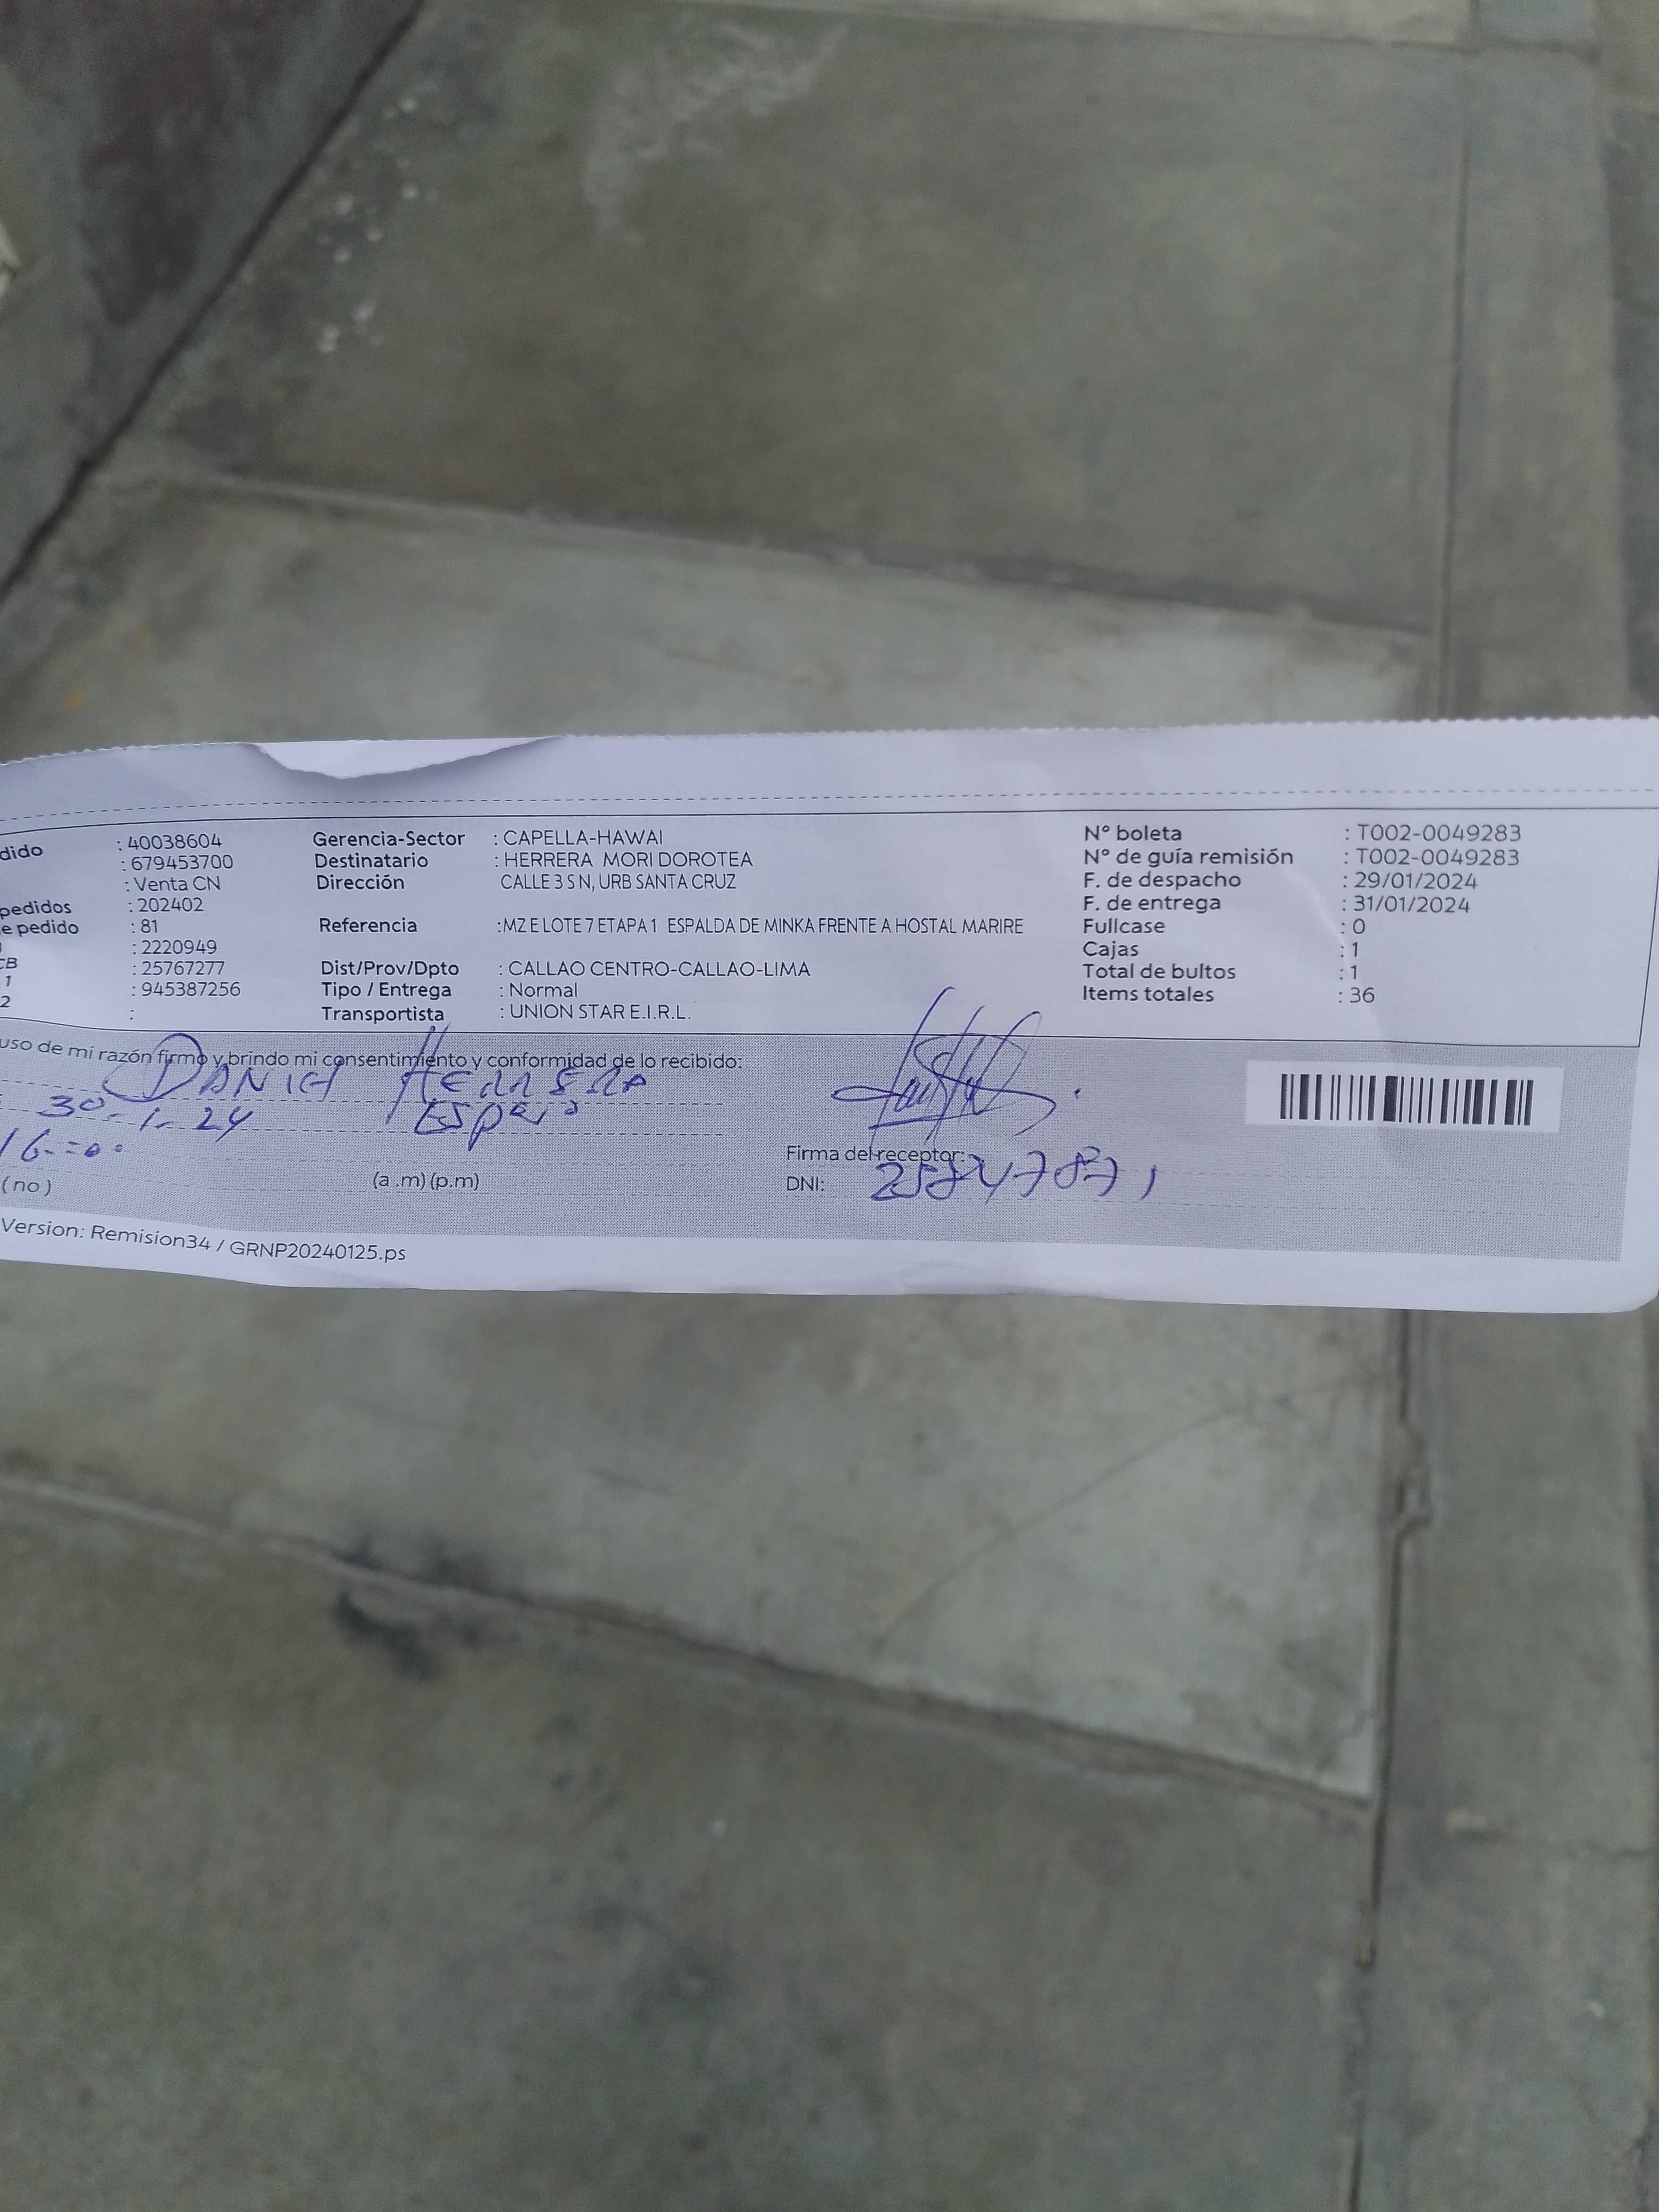 dido : 40038604 Gerencia-Sector : CAPELLA-HAWAI Nº boleta : T002-0049283
: 679453700 Destinatario : HERRERA MORI DOROTEA Nº de guía remisión : T002-0049283
: Venta CN Dirección CALLE 3 S N, URB SANTA CRUZ F. de despacho : 29/01/2024
pedidos : 202402 F. de entrega : 31/01/2024
e pedido : 81 Referencia : MZ E LOTE 7 ETAPA 1 ESPALDA DE MINKA FRENTE A HOSTAL MARIRE Fullcase : 0
: 2220949 Cajas : 1
CB : 25767277 Dist/Prov/Dpto : CALLAO CENTRO-CALLAO-LIMA Total de bultos : 1
1 : 945387256 Tipo / Entrega : Normal Items totales : 36
2 : Transportista : UNION STAR E.I.R.L.
uso de mi razón firmo y brindo mi consentimiento y conformidad de lo recibido:
HERRERA
30-1-24
Firma del receptor:
(no) (a .m) (p.m) DNI:
Version: Remision34 / GRNP20240125.ps